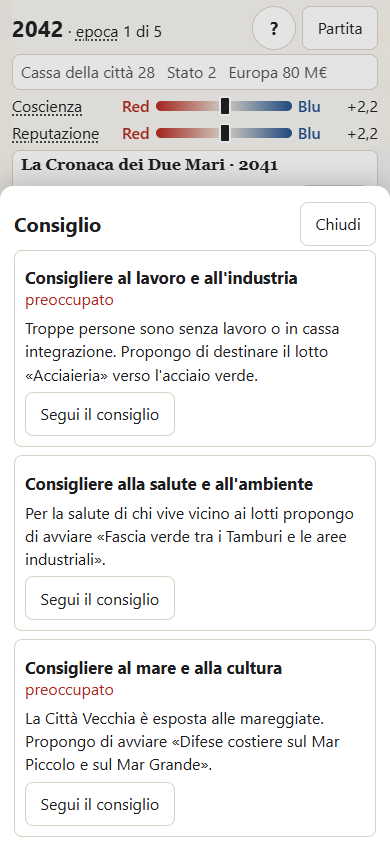 2042 · epoca 1 di 5
?
Partita
Cassa della città 28 Stato 2 Europa 80 M€
Coscienza Red Blu +2,2
Reputazione Red Blu +2,2
La Cronaca dei Due Mari · 2041
Consiglio
Chiudi
Consigliere al lavoro e all'industria
preoccupato
Troppe persone sono senza lavoro o in cassa
integrazione. Propongo di destinare il lotto
«Acciaieria» verso l'acciaio verde.
Segui il consiglio
Consigliere alla salute e all'ambiente
Per la salute di chi vive vicino ai lotti propongo
di avviare «Fascia verde tra i Tamburi e le aree
industriali».
Segui il consiglio
Consigliere al mare e alla cultura
preoccupato
La Città Vecchia è esposta alle mareggiate.
Propongo di avviare «Difese costiere sul Mar
Piccolo e sul Mar Grande».
Segui il consiglio